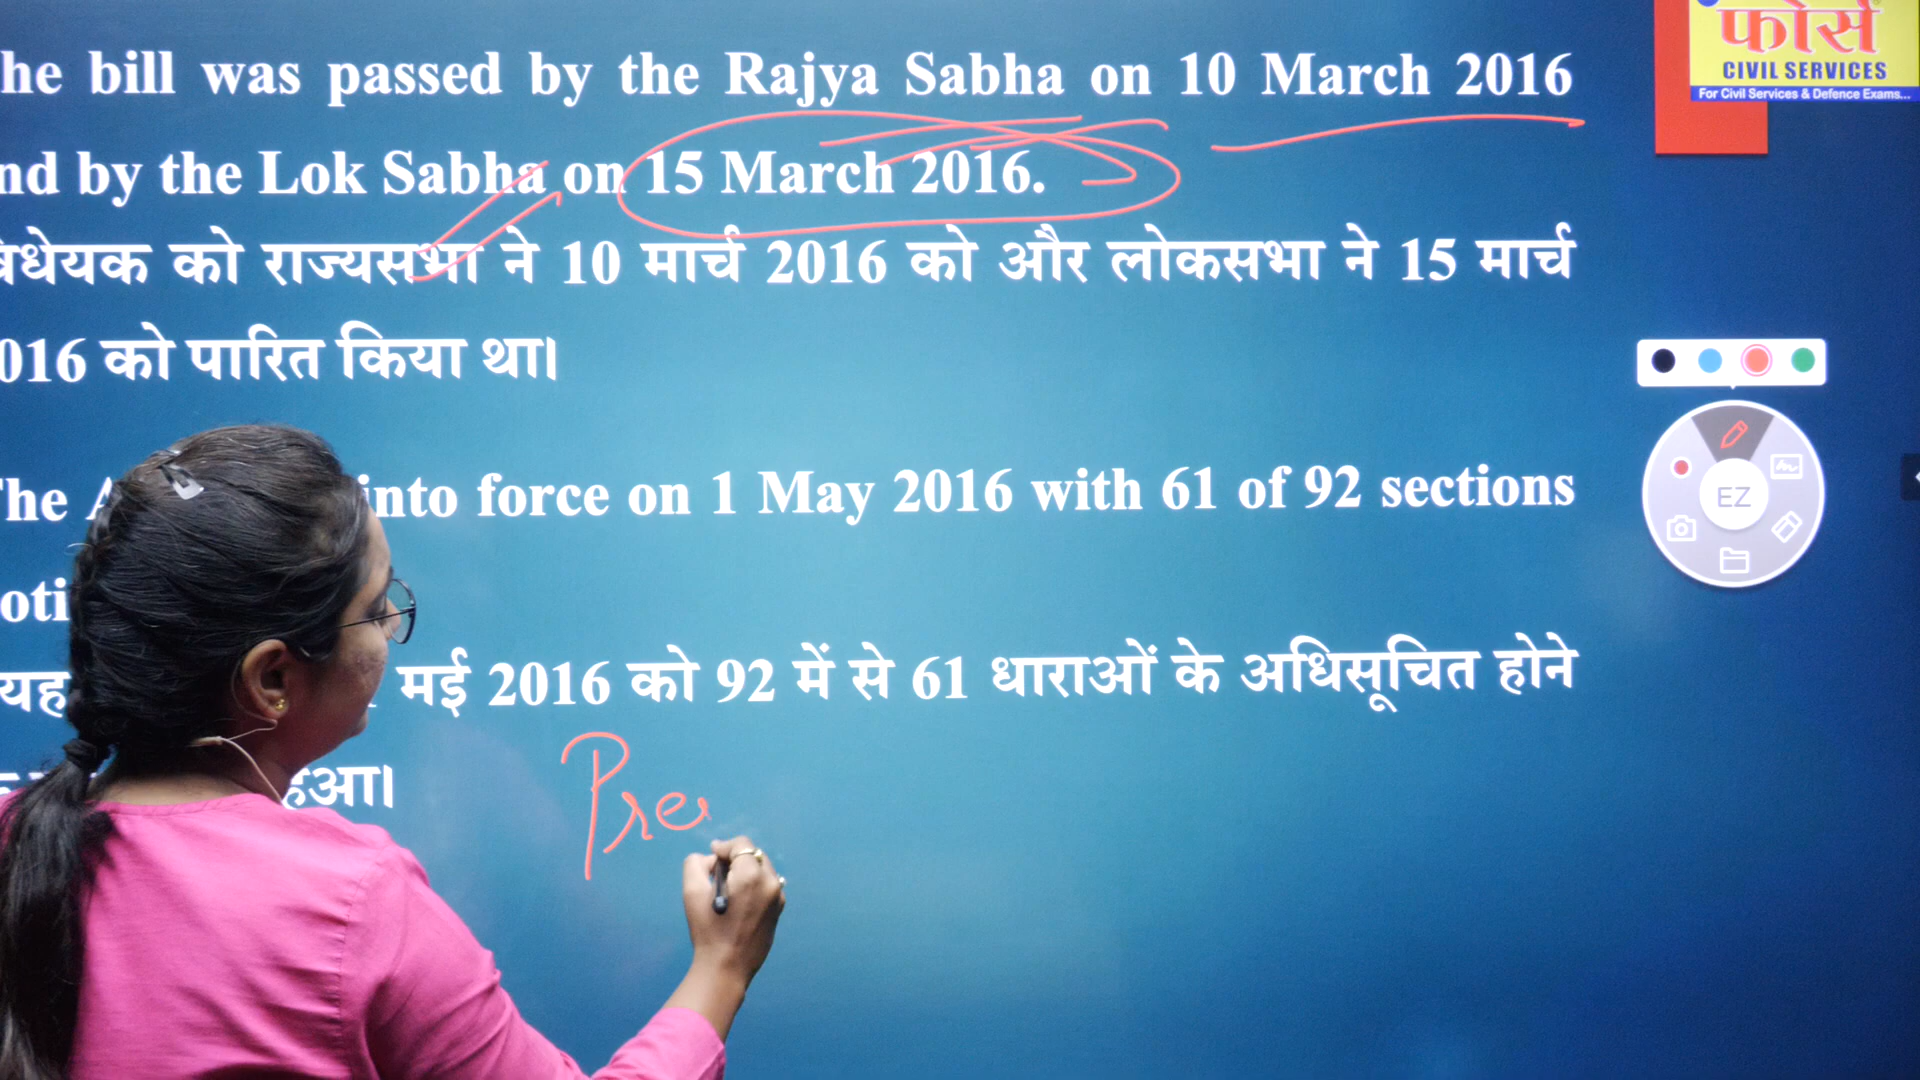 he bill was passed by the Rajya Sabha on 10 March 2016
nd by the Lok Sabha on 15 March 2016.
विधेयक को राज्यसभा ने 10 मार्च 2016 को और लोकसभा ने 15 मार्च
016 को पारित किया था।
he A into force on 1 May 2016 with 61 of 92 sections
oti
यह मई 2016 को 92 में से 61 धाराओं के अधिसूचित होने
हुआ।
Pre
फोर्स
CIVIL SERVICES
For Civil Services & Defence Exams...
EZ